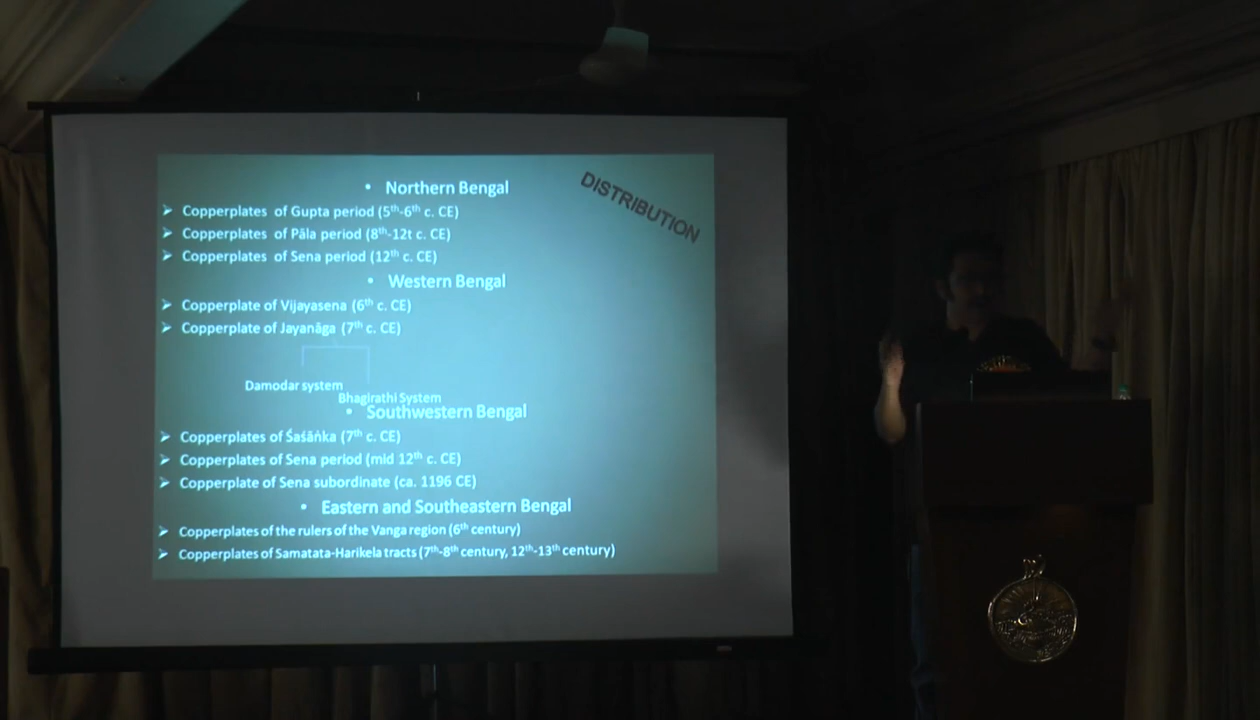 DISTRIBUTION
• Northern Bengal
➢ Copperplates of Gupta period (5th-6th c. CE)
➢ Copperplates of Pāla period (8th-12t c. CE)
➢ Copperplates of Sena period (12th c. CE)
• Western Bengal
➢ Copperplate of Vijayasena (6th c. CE)
➢ Copperplate of Jayanāga (7th c. CE)
Damodar system
Bhagirathi System
• Southwestern Bengal
➢ Copperplates of Śaśāṅka (7th c. CE)
➢ Copperplates of Sena period (mid 12th c. CE)
➢ Copperplate of Sena subordinate (ca. 1196 CE)
• Eastern and Southeastern Bengal
➢ Copperplates of the rulers of the Vanga region (6th century)
➢ Copperplates of Samatata-Harikela tracts (7th-8th century, 12th-13th century)